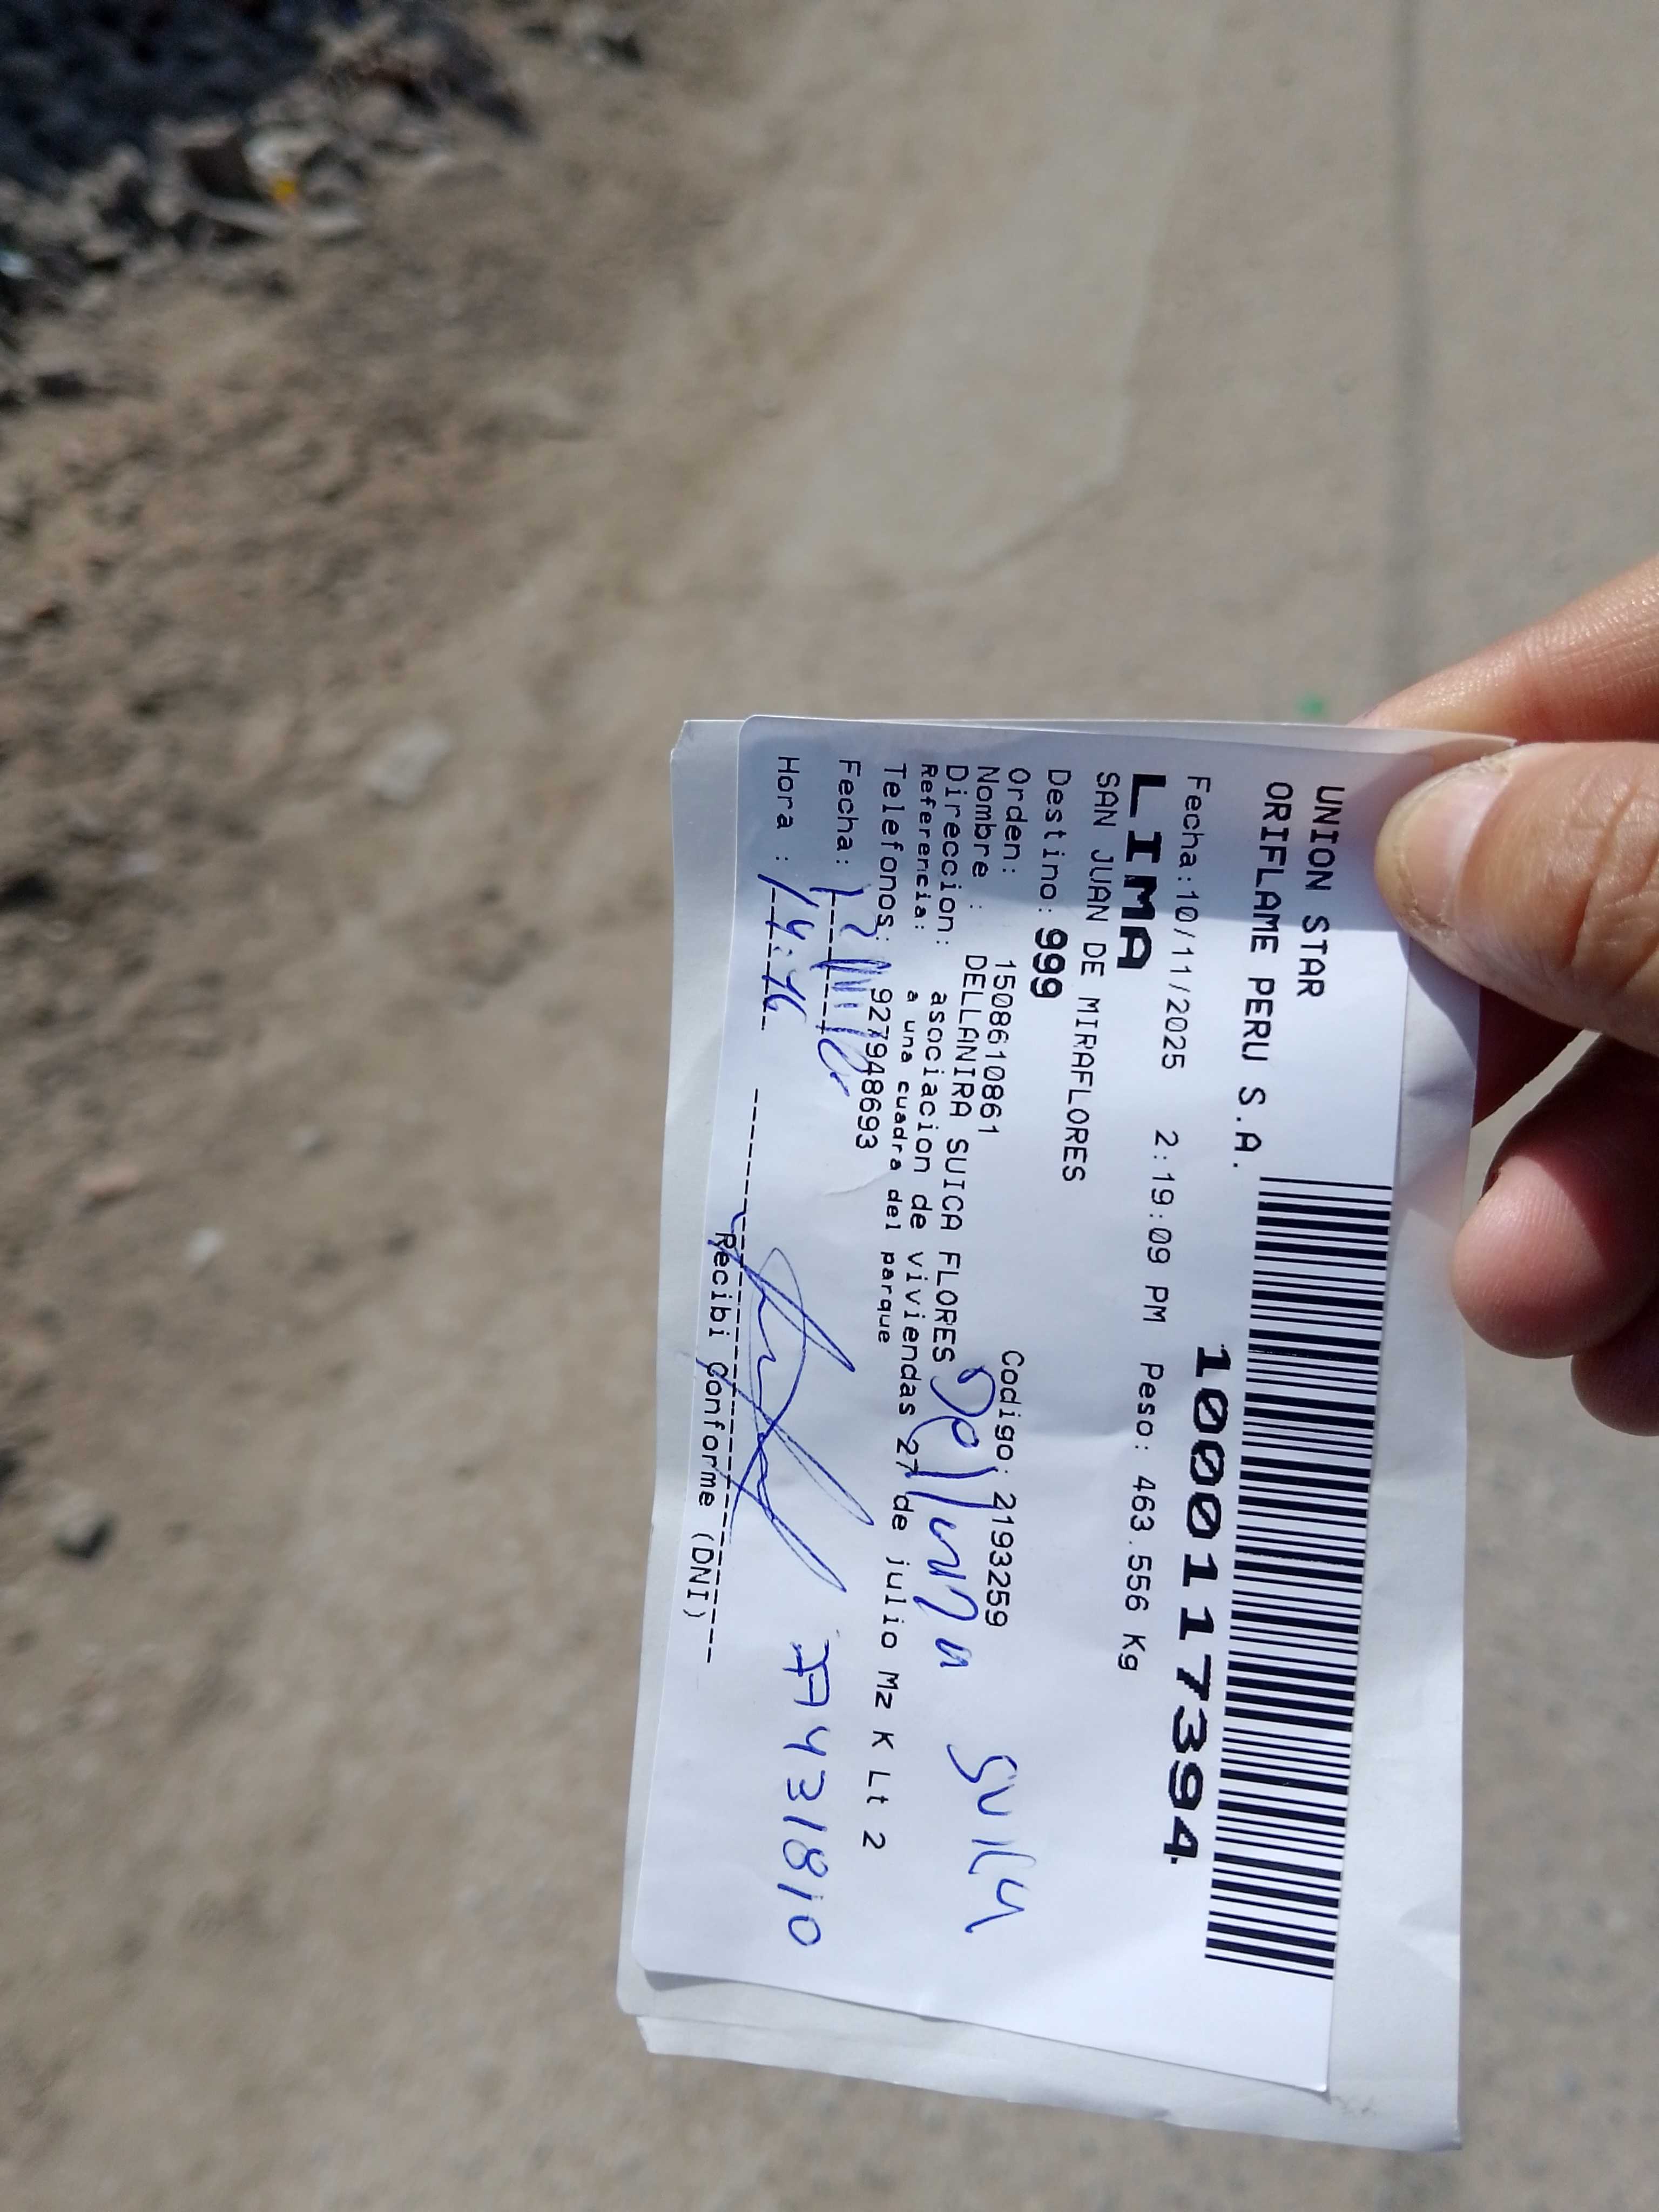 UNION STAR
ORIFLAME PERU S.A.
1000117394
Fecha:10/11/2025 2:19:09 PM Peso: 463.556 Kg
LIMA
SAN JUAN DE MIRAFLORES
Destino: 999
Orden: 1508610861 Codigo: 2193259
Nombre : DELLANIRA SUICA FLORES
Direccion: asociacion de viviendas 27 de julio Mz K Lt 2
Referencia: a una cuadra del parque
Telefonos: 927948693
Fecha:
Hora : 14:16
Recibi Conforme (DNI)